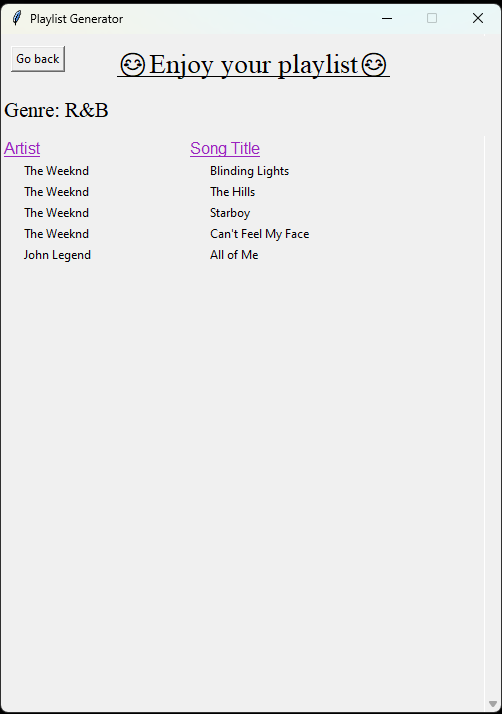 Playlist Generator
Go back
😊Enjoy your playlist😊
Genre: R&B
Artist Song Title
The Weeknd Blinding Lights
The Weeknd The Hills
The Weeknd Starboy
The Weeknd Can't Feel My Face
John Legend All of Me